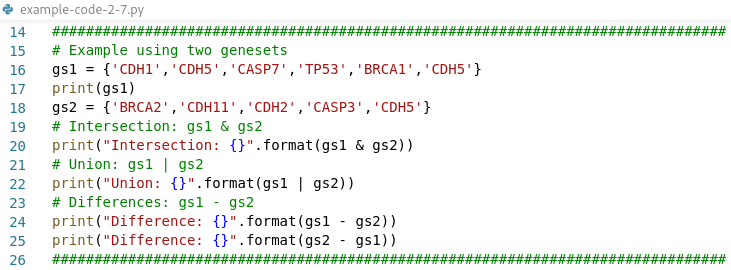 example-code-2-7.py
14 ################################################################################
15 # Example using two genesets
16 gs1 = {'CDH1','CDH5','CASP7','TP53','BRCA1','CDH5'}
17 print(gs1)
18 gs2 = {'BRCA2','CDH11','CDH2','CASP3','CDH5'}
19 # Intersection: gs1 & gs2
20 print("Intersection: {}".format(gs1 & gs2))
21 # Union: gs1 | gs2
22 print("Union: {}".format(gs1 | gs2))
23 # Differences: gs1 - gs2
24 print("Difference: {}".format(gs1 - gs2))
25 print("Difference: {}".format(gs2 - gs1))
26 ################################################################################